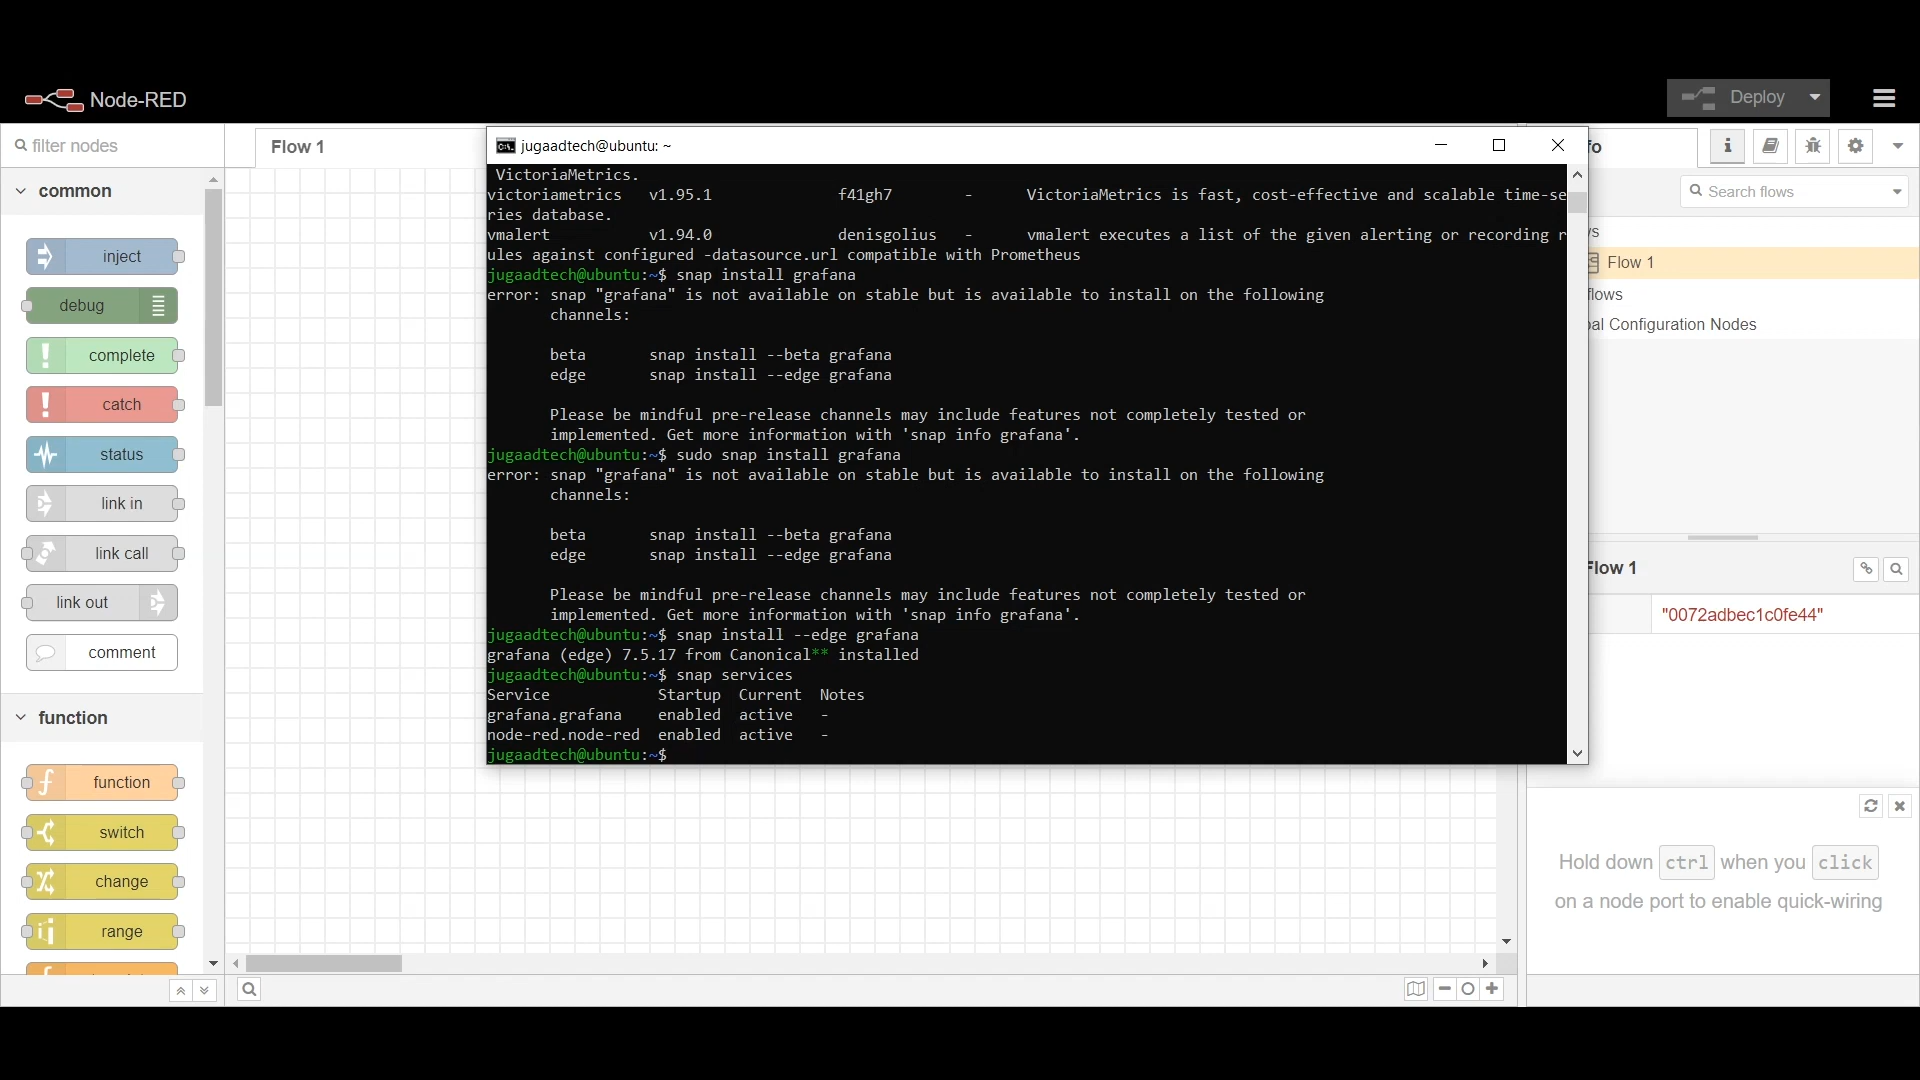 Node-RED
Deploy
filter nodes
Flow 1
common
inject
debug
complete
catch
status
link in
link call
link out
comment
function
function
switch
change
range
jugaadtech@ubuntu: ~
VictoriaMetrics.
victoriametrics v1.95.1 f41gh7 - VictoriaMetrics is fast, cost-effective and scalable time-se
ries database.
vmalert v1.94.0 denisgolius - vmalert executes a list of the given alerting or recording r
ules against configured -datasource.url compatible with Prometheus
jugaadtech@ubuntu:~$ snap install grafana
error: snap "grafana" is not available on stable but is available to install on the following
channels:
beta snap install --beta grafana
edge snap install --edge grafana
Please be mindful pre-release channels may include features not completely tested or
implemented. Get more information with 'snap info grafana'.
jugaadtech@ubuntu:~$ sudo snap install grafana
error: snap "grafana" is not available on stable but is available to install on the following
channels:
beta snap install --beta grafana
edge snap install --edge grafana
Please be mindful pre-release channels may include features not completely tested or
implemented. Get more information with 'snap info grafana'.
jugaadtech@ubuntu:~$ snap install --edge grafana
grafana (edge) 7.5.17 from Canonical** installed
jugaadtech@ubuntu:~$ snap services
Service Startup Current Notes
grafana.grafana enabled active -
node-red.node-red enabled active -
jugaadtech@ubuntu:~$
fo
Search flows
Flow 1
flows
bal Configuration Nodes
Flow 1
"0072adbec1c0fe44"
Hold down ctrl when you click
on a node port to enable quick-wiring